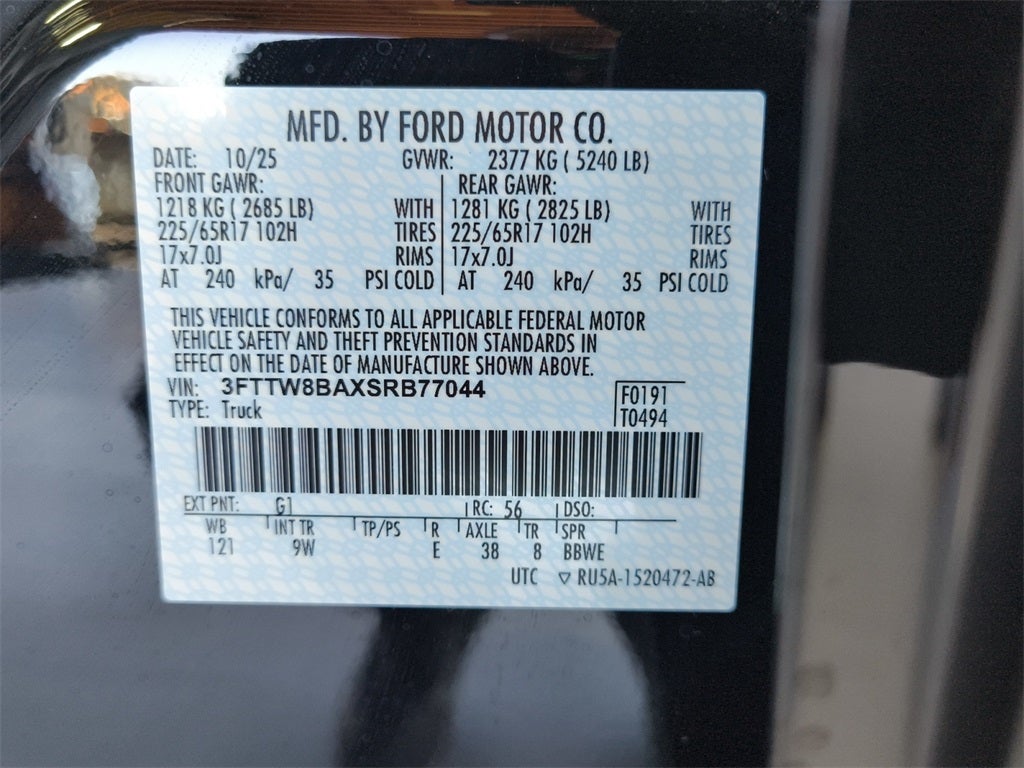 MFD. BY FORD MOTOR CO.
DATE: 10/25 GVWR: 2377 KG ( 5240 LB)
FRONT GAWR: REAR GAWR:
1218 KG ( 2685 LB) WITH 1281 KG ( 2825 LB) WITH
225/65R17 102H TIRES 225/65R17 102H TIRES
17x7.0J RIMS 17x7.0J RIMS
AT 240 kPa/ 35 PSI COLD AT 240 kPa/ 35 PSI COLD
THIS VEHICLE CONFORMS TO ALL APPLICABLE FEDERAL MOTOR
VEHICLE SAFETY AND THEFT PREVENTION STANDARDS IN
EFFECT ON THE DATE OF MANUFACTURE SHOWN ABOVE.
VIN: 3FTTW8BAXSRB77044 F0191
TYPE: Truck T0494
EXT PNT: G1 RC: 56 DSO:
WB INT TR TP/PS R AXLE TR SPR
121 9W E 38 8 BBWE
UTC ▽ RU5A-1520472-AB